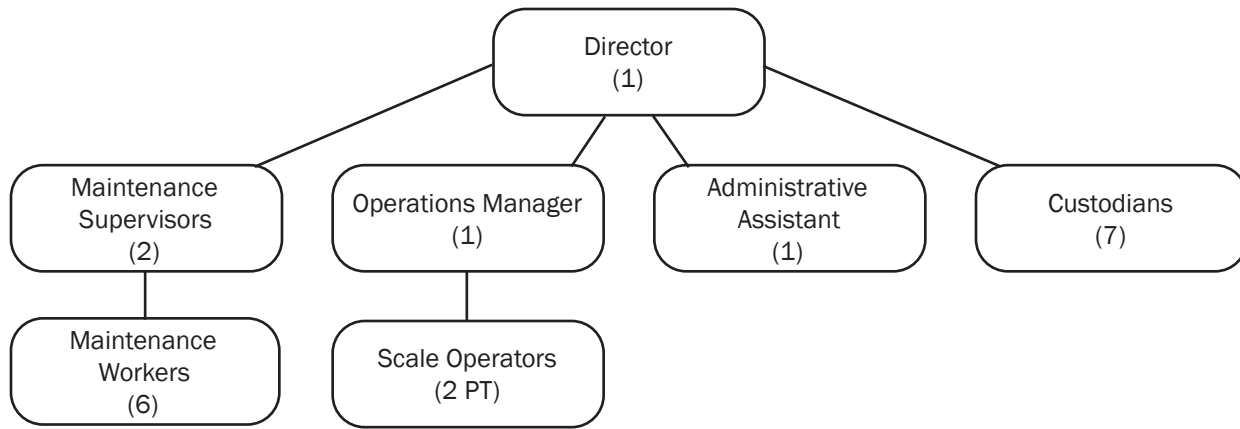 Director
(1)
Maintenance
Supervisors
(2)
Operations Manager
(1)
Administrative
Assistant
(1)
Custodians
(7)
Maintenance
Workers
(6)
Scale Operators
(2 PT)